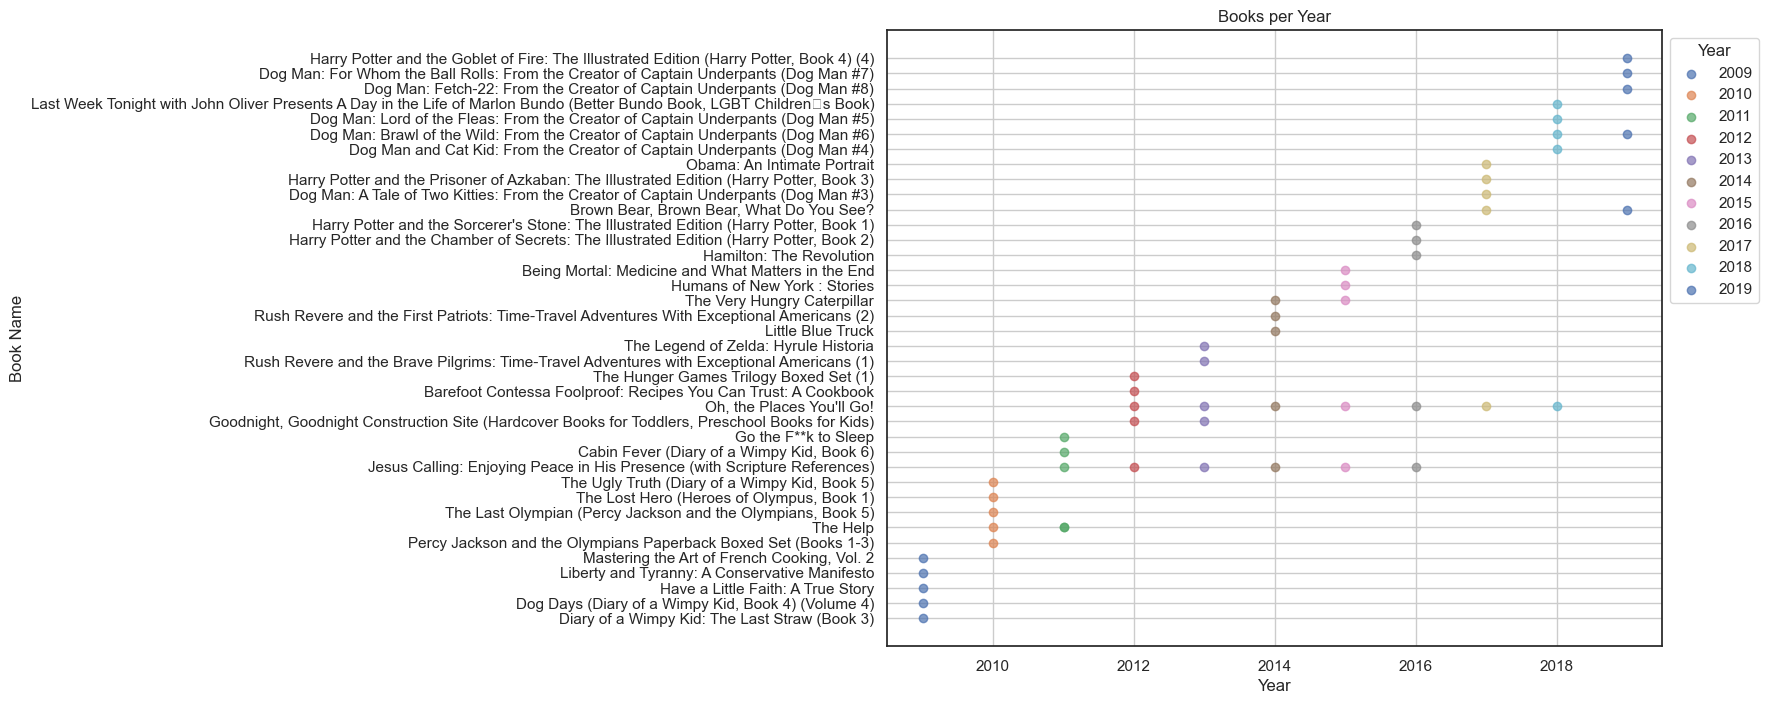 Books per Year
Harry Potter and the Goblet of Fire: The Illustrated Edition (Harry Potter, Book 4) (4)
Dog Man: For Whom the Ball Rolls: From the Creator of Captain Underpants (Dog Man #7)
Dog Man: Fetch-22: From the Creator of Captain Underpants (Dog Man #8)
Last Week Tonight with John Oliver Presents A Day in the Life of Marlon Bundo (Better Bundo Book, LGBT Children□s Book)
Dog Man: Lord of the Fleas: From the Creator of Captain Underpants (Dog Man #5)
Dog Man: Brawl of the Wild: From the Creator of Captain Underpants (Dog Man #6)
Dog Man and Cat Kid: From the Creator of Captain Underpants (Dog Man #4)
Obama: An Intimate Portrait
Harry Potter and the Prisoner of Azkaban: The Illustrated Edition (Harry Potter, Book 3)
Dog Man: A Tale of Two Kitties: From the Creator of Captain Underpants (Dog Man #3)
Brown Bear, Brown Bear, What Do You See?
Harry Potter and the Sorcerer's Stone: The Illustrated Edition (Harry Potter, Book 1)
Harry Potter and the Chamber of Secrets: The Illustrated Edition (Harry Potter, Book 2)
Hamilton: The Revolution
Being Mortal: Medicine and What Matters in the End
Humans of New York : Stories
The Very Hungry Caterpillar
Rush Revere and the First Patriots: Time-Travel Adventures With Exceptional Americans (2)
Little Blue Truck
The Legend of Zelda: Hyrule Historia
Rush Revere and the Brave Pilgrims: Time-Travel Adventures with Exceptional Americans (1)
The Hunger Games Trilogy Boxed Set (1)
Barefoot Contessa Foolproof: Recipes You Can Trust: A Cookbook
Oh, the Places You'll Go!
Goodnight, Goodnight Construction Site (Hardcover Books for Toddlers, Preschool Books for Kids)
Go the F**k to Sleep
Cabin Fever (Diary of a Wimpy Kid, Book 6)
Jesus Calling: Enjoying Peace in His Presence (with Scripture References)
The Ugly Truth (Diary of a Wimpy Kid, Book 5)
The Lost Hero (Heroes of Olympus, Book 1)
The Last Olympian (Percy Jackson and the Olympians, Book 5)
The Help
Percy Jackson and the Olympians Paperback Boxed Set (Books 1-3)
Mastering the Art of French Cooking, Vol. 2
Liberty and Tyranny: A Conservative Manifesto
Have a Little Faith: A True Story
Dog Days (Diary of a Wimpy Kid, Book 4) (Volume 4)
Diary of a Wimpy Kid: The Last Straw (Book 3)
Book Name
2010
2012
2014
2016
2018
Year
Year
2009
2010
2011
2012
2013
2014
2015
2016
2017
2018
2019